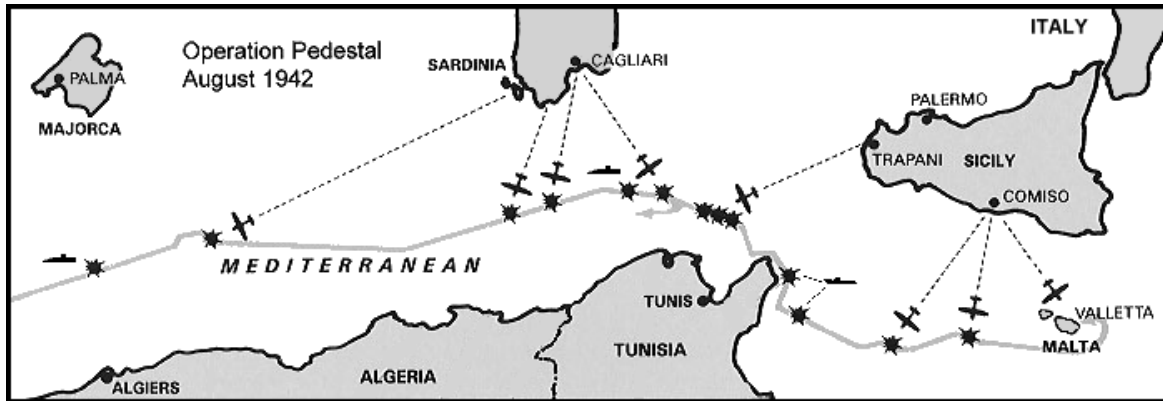 Operation Pedestal
August 1942
PALMA
MAJORCA
SARDINIA
CAGLIARI
ITALY
PALERMO
TRAPANI
SICILY
COMISO
MEDITERRANEAN
TUNIS
VALLETTA
MALTA
TUNISIA
ALGERIA
ALGIERS